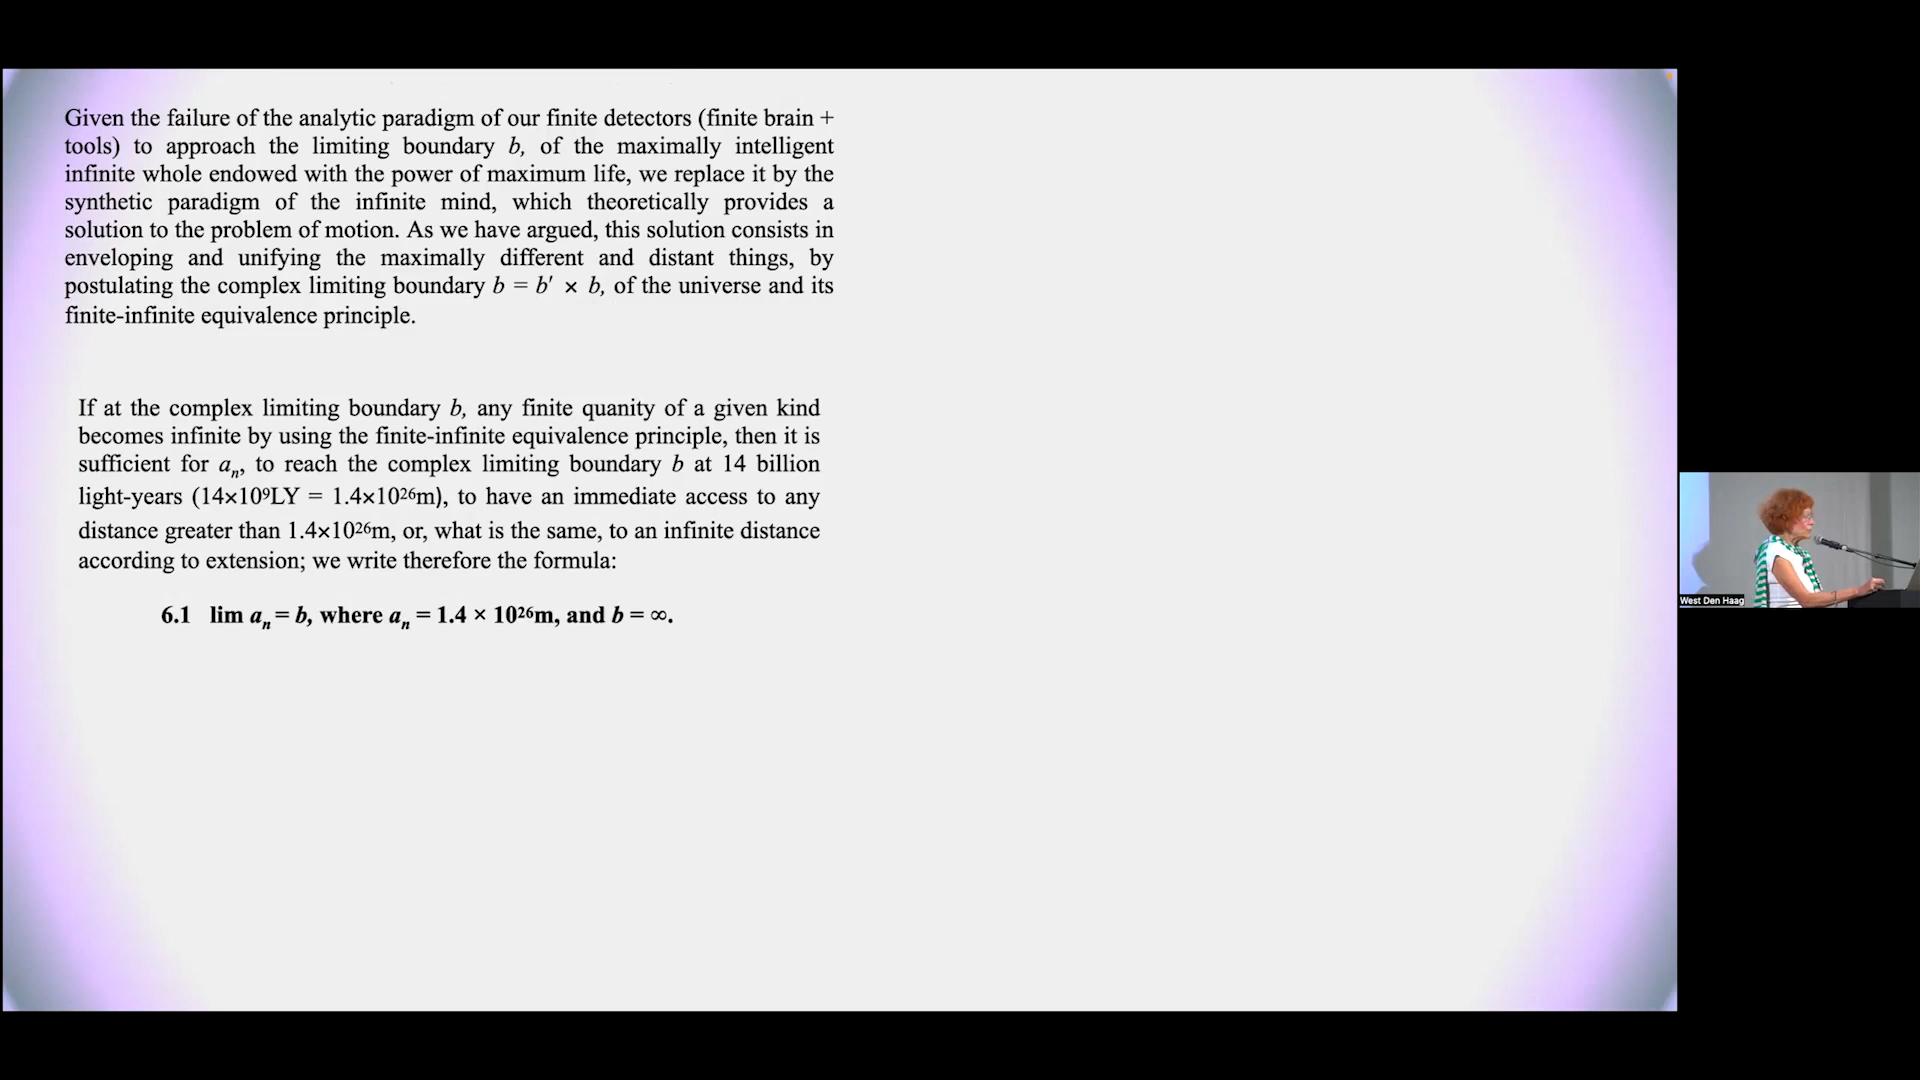 Given the failure of the analytic paradigm of our finite detectors (finite brain +
tools) to approach the limiting boundary b, of the maximally intelligent
infinite whole endowed with the power of maximum life, we replace it by the
synthetic paradigm of the infinite mind, which theoretically provides a
solution to the problem of motion. As we have argued, this solution consists in
enveloping and unifying the maximally different and distant things, by
postulating the complex limiting boundary b = b′ × b, of the universe and its
finite-infinite equivalence principle.
If at the complex limiting boundary b, any finite quanity of a given kind
becomes infinite by using the finite-infinite equivalence principle, then it is
sufficient for aₙ, to reach the complex limiting boundary b at 14 billion
light-years (14×10⁹LY = 1.4×10²⁶m), to have an immediate access to any
distance greater than 1.4×10²⁶m, or, what is the same, to an infinite distance
according to extension; we write therefore the formula:
6.1 lim aₙ = b, where aₙ = 1.4 × 10²⁶m, and b = ∞.
West Den Haag